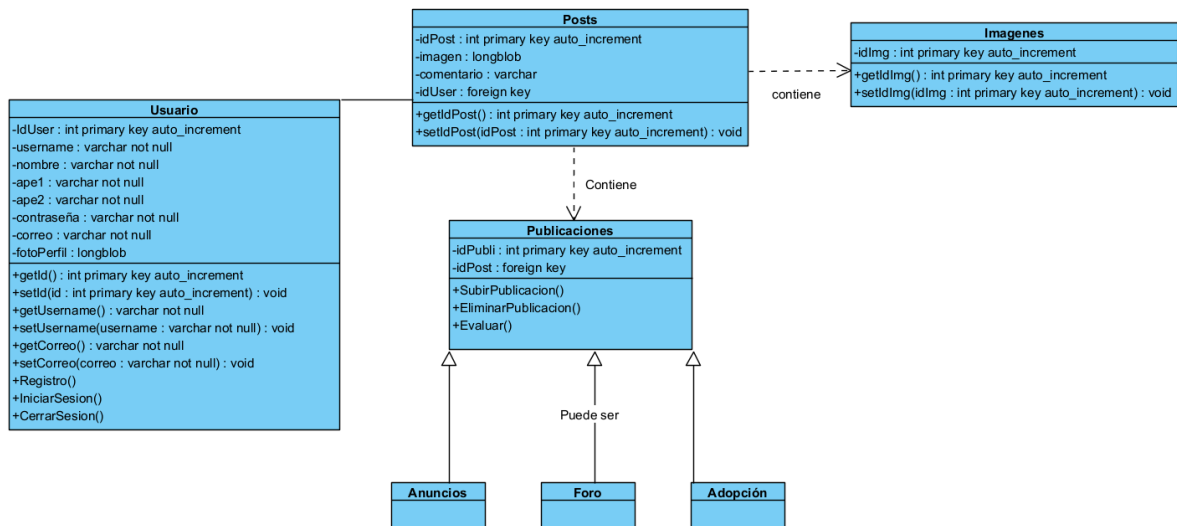 Posts
-idPost : int primary key auto_increment
-imagen : longblob
-comentario : varchar
-idUser : foreign key
+getIdPost() : int primary key auto_increment
+setIdPost(idPost : int primary key auto_increment) : void
contiene
Imagenes
-idImg : int primary key auto_increment
+getIdImg() : int primary key auto_increment
+setIdImg(idImg : int primary key auto_increment) : void
Usuario
-IdUser : int primary key auto_increment
-username : varchar not null
-nombre : varchar not null
-ape1 : varchar not null
-ape2 : varchar not null
-contraseña : varchar not null
-correo : varchar not null
-fotoPerfil : longblob
+getId() : int primary key auto_increment
+setId(id : int primary key auto_increment) : void
+getUsername() : varchar not null
+setUsername(username : varchar not null) : void
+getCorreo() : varchar not null
+setCorreo(correo : varchar not null) : void
+Registro()
+IniciarSesion()
+CerrarSesion()
Contiene
Publicaciones
-idPubli : int primary key auto_increment
-idPost : foreign key
+SubirPublicacion()
+EliminarPublicacion()
+Evaluar()
Puede ser
Anuncios
Foro
Adopción